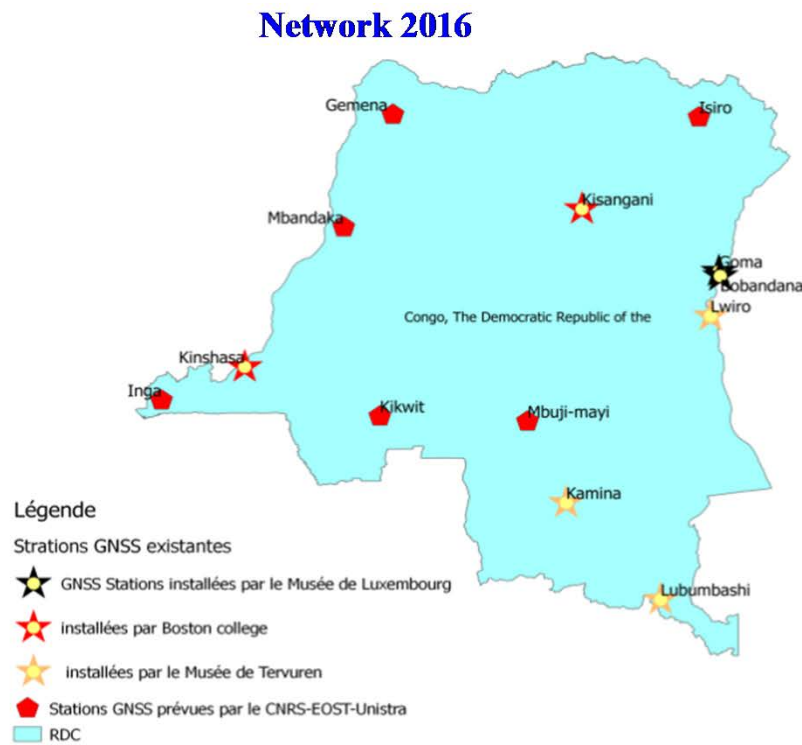 Network 2016
Gemena
Isiro
Kisangani
Mbandaka
Goma
Bobandana
Lwiro
Congo, The Democratic Republic of the
Kinshasa
Inga
Kikwit
Mbuji-mayi
Kamina
Lubumbashi
Légende
Strations GNSS existantes
GNSS Stations installées par le Musée de Luxembourg
installées par Boston college
installées par le Musée de Tervuren
Stations GNSS prévues par le CNRS-EOST-Unistra
RDC